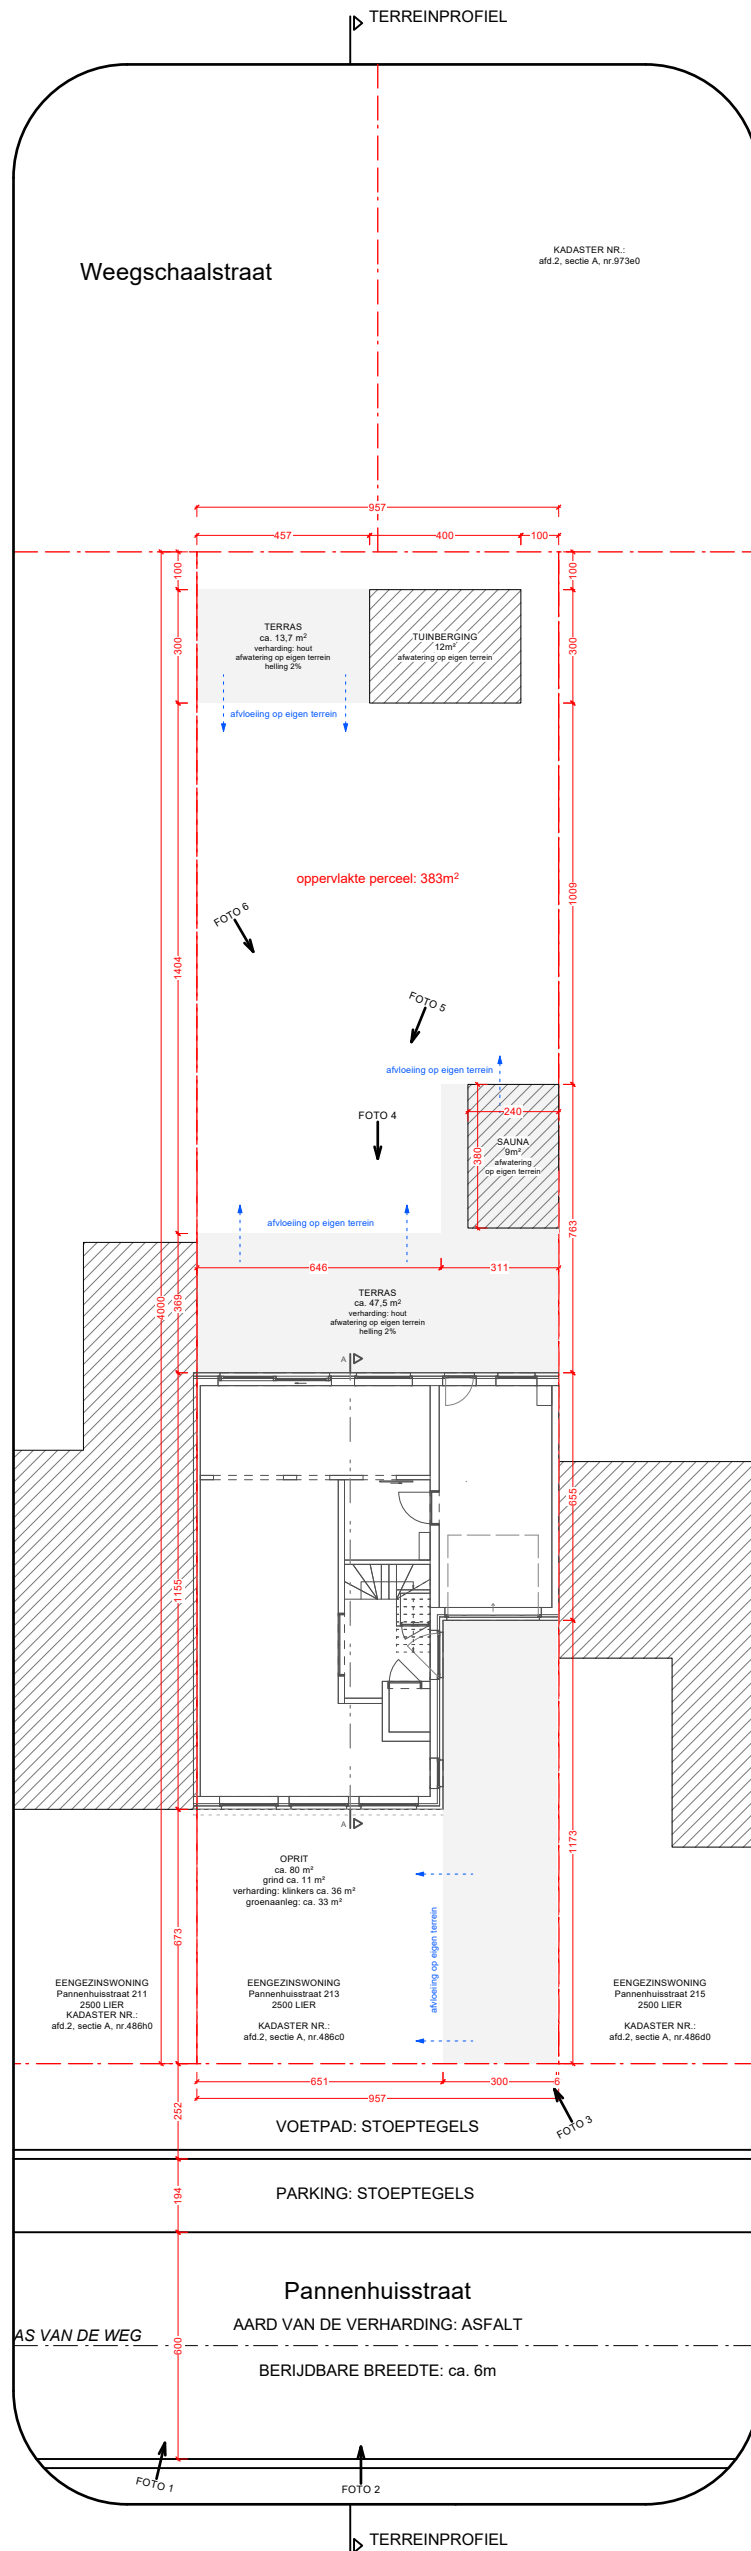 TERREINPROFIEL
Weegschaalstraat
KADASTER NR.:
afd.2, sectie A, nr.973e0
957
457
400
100
100
100
300
300
TERRAS
ca. 13,7 m²
verharding: hout
afwatering op eigen terrein
helling 2%
TUINBERGING
12m²
afwatering op eigen terrein
afvloeiing op eigen terrein
oppervlakte perceel: 383m²
1009
FOTO 6
1404
FOTO 5
afvloeiing op eigen terrein
FOTO 4
240
380
SAUNA
9m²
afwatering
op eigen terrein
afvloeiing op eigen terrein
763
646
311
4000
369
TERRAS
ca. 47,5 m²
verharding: hout
afwatering op eigen terrein
helling 2%
A
655
1155
A
1173
OPRIT
ca. 80 m²
grind ca. 11 m²
verharding: klinkers ca. 36 m²
groenaanleg: ca. 33 m²
afvloeiing op eigen terrein
673
EENGEZINSWONING
Pannenhuisstraat 211
2500 LIER
KADASTER NR.:
afd.2, sectie A, nr.486h0
EENGEZINSWONING
Pannenhuisstraat 213
2500 LIER
KADASTER NR.:
afd.2, sectie A, nr.486c0
EENGEZINSWONING
Pannenhuisstraat 215
2500 LIER
KADASTER NR.:
afd.2, sectie A, nr.486d0
651
300
6
957
252
VOETPAD: STOEPTEGELS
FOTO 3
194
PARKING: STOEPTEGELS
Pannenhuisstraat
AARD VAN DE VERHARDING: ASFALT
AS VAN DE WEG
600
BERIJDBARE BREEDTE: ca. 6m
FOTO 1
FOTO 2
TERREINPROFIEL